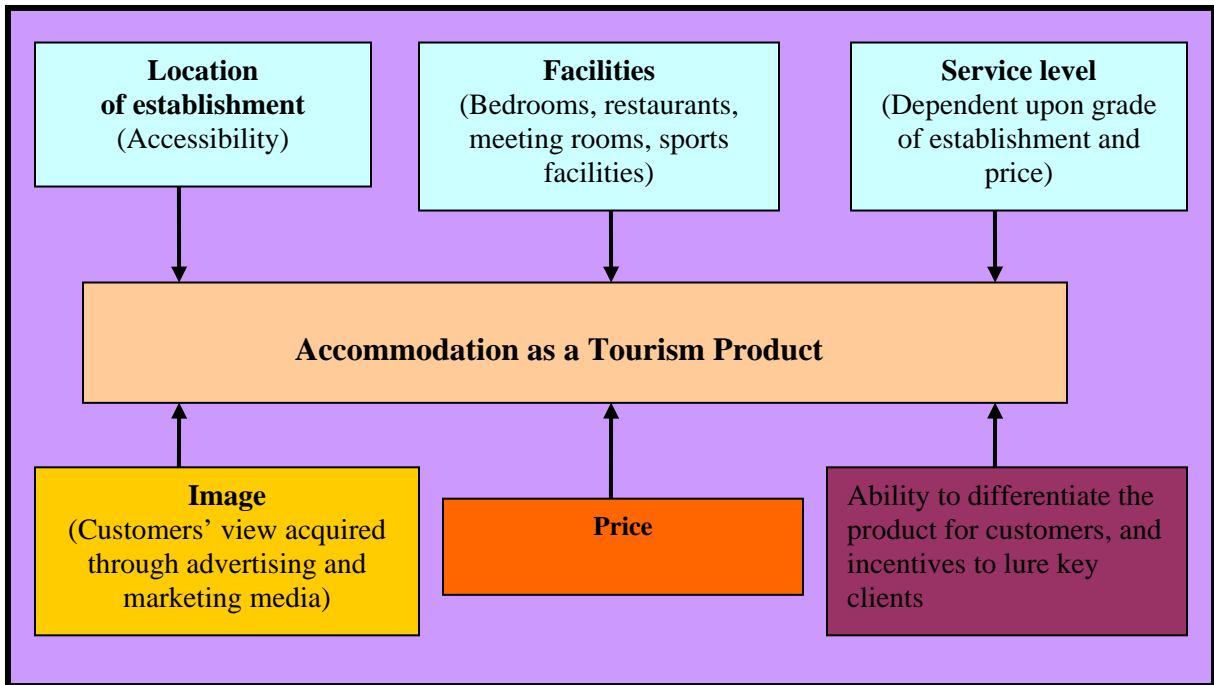 Location
of establishment
(Accessibility)
Facilities
(Bedrooms, restaurants,
meeting rooms, sports
facilities)
Service level
(Dependent upon grade
of establishment and
price)
Accommodation as a Tourism Product
Image
(Customers’ view acquired
through advertising and
marketing media)
Price
Ability to differentiate the
product for customers, and
incentives to lure key
clients